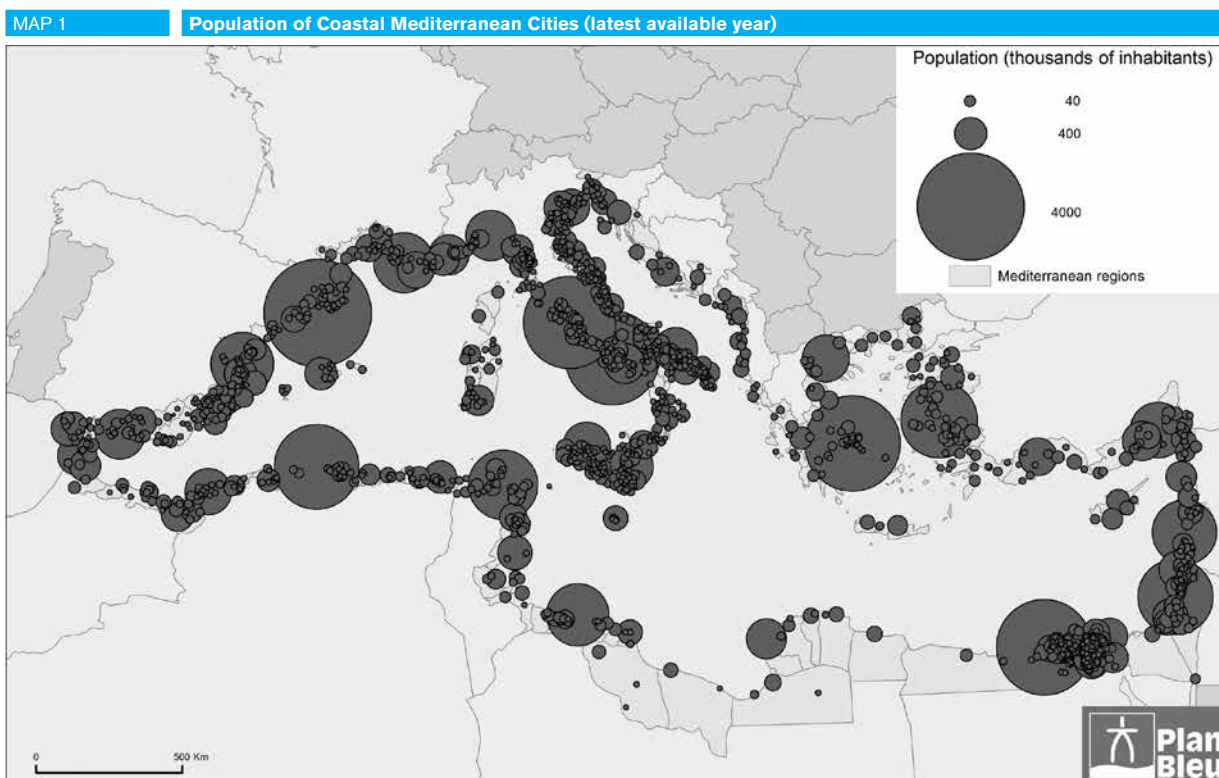 MAP 1
Population of Coastal Mediterranean Cities (latest available year)
Population (thousands of inhabitants)
40
400
4000
Mediterranean regions
0 500 Km
Plan
Bleu